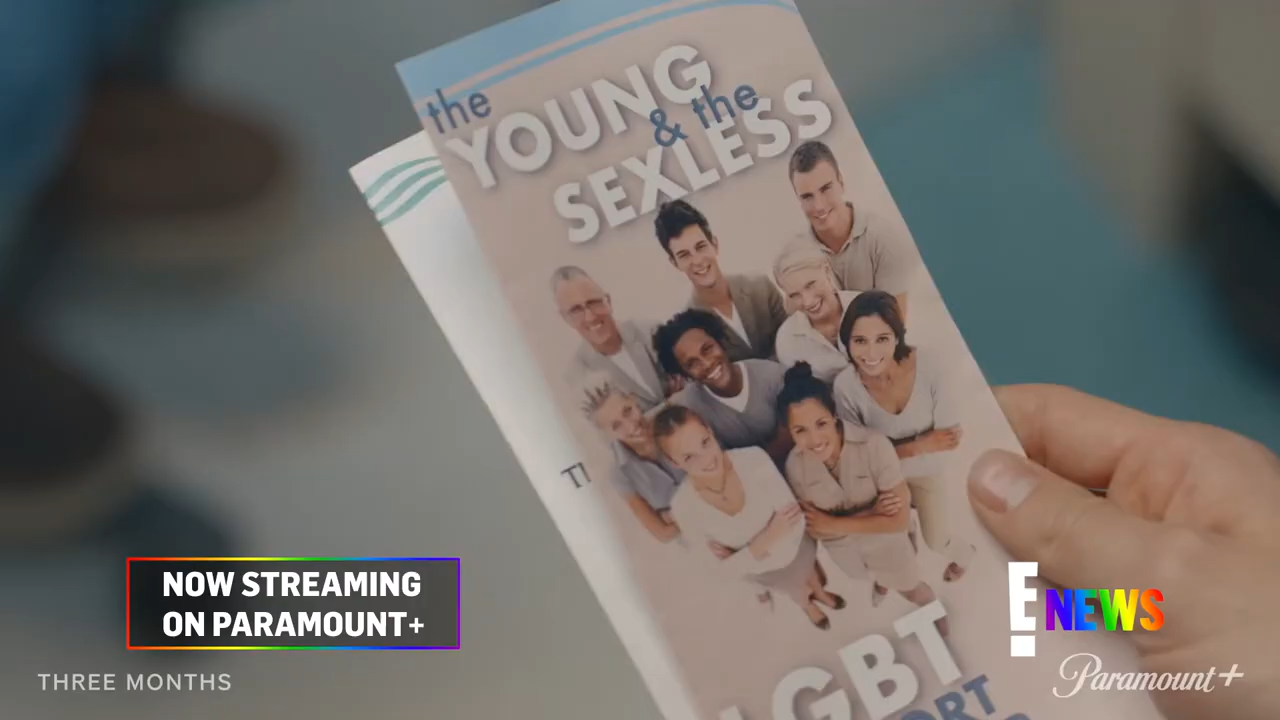 the
YOUNG
& the
SEXLESS
LGBT
NOW STREAMING
ON PARAMOUNT+
THREE MONTHS
E! NEWS
Paramount+